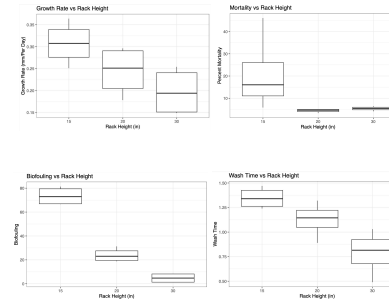 Growth Rate vs Rack Height
Growth Rate (mm/Per Day)
0.35
0.30
0.25
0.20
0.15
15
20
30
Rack Height (in)
Mortality vs Rack Height
Percent Mortality
40
30
20
10
15
20
30
Rack Height (in)
Biofouling vs Rack Height
Biofouling
80
60
40
20
0
15
20
30
Rack Height (in)
Wash Time vs Rack Height
Wash Time
1.50
1.25
1.00
0.75
0.50
15
20
30
Rack Height (in)